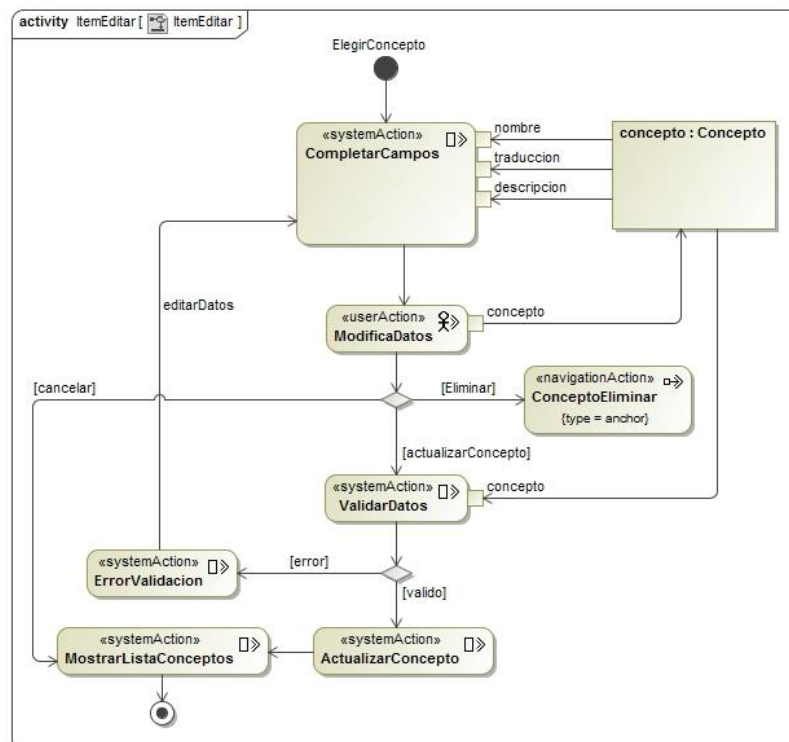 activity ItemEditar [ ItemEditar ]
ElegirConcepto
«systemAction»
CompletarCampos
nombre
traduccion
descripcion
concepto : Concepto
editarDatos
«userAction»
ModificaDatos
concepto
[cancelar]
[Eliminar]
«navigationAction»
ConceptoEliminar
{type = anchor}
[actualizarConcepto]
«systemAction»
ValidarDatos
concepto
«systemAction»
ErrorValidacion
[error]
[valido]
«systemAction»
MostrarListaConceptos
«systemAction»
ActualizarConcepto